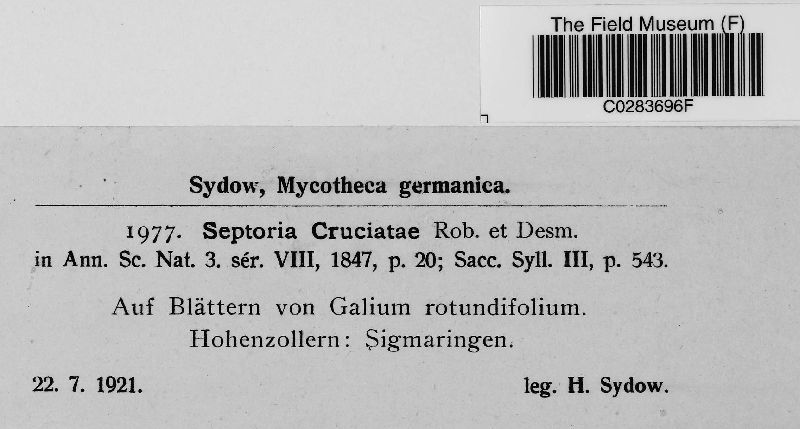 The Field Museum (F)
C0283696F
Sydow, Mycotheca germanica.
1977. Septoria Cruciatae Rob. et Desm.
in Ann. Sc. Nat. 3. sér. VIII, 1847, p. 20; Sacc. Syll. III, p. 543.
Auf Blättern von Galium rotundifolium.
Hohenzollern: Sigmaringen.
22. 7. 1921. leg. H. Sydow.